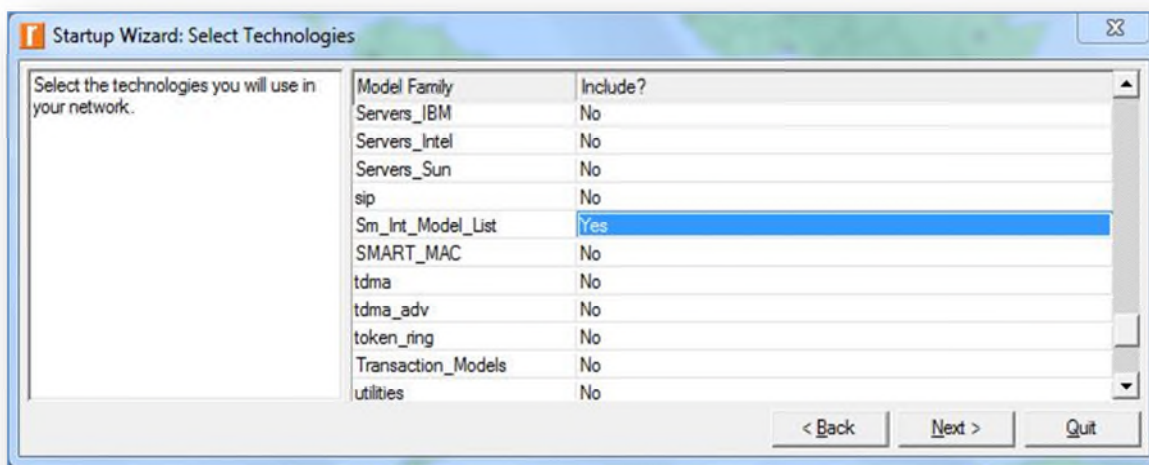 Startup Wizard: Select Technologies
Select the technologies you will use in
your network.
Model Family Include?
Servers_IBM No
Servers_Intel No
Servers_Sun No
sip No
Sm_Int_Model_List Yes
SMART_MAC No
tdma No
tdma_adv No
token_ring No
Transaction_Models No
utilities No
< Back Next > Quit